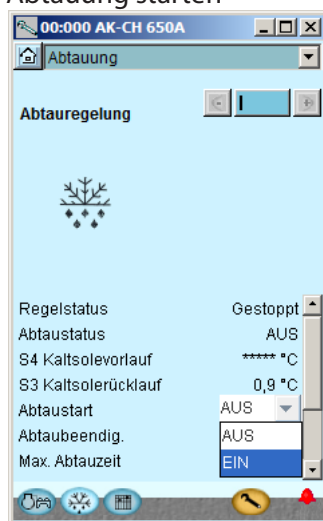 Abtauung starten
00:000 AK-CH 650A
Abtauung
Abtauregelung
I
Regelstatus Gestoppt
Abtaustatus AUS
S4 Kaltsolevorlauf ***** °C
S3 Kaltsolerücklauf 0,9 °C
Abtaustart AUS
Abtaubeendig. AUS
Max. Abtauzeit EIN